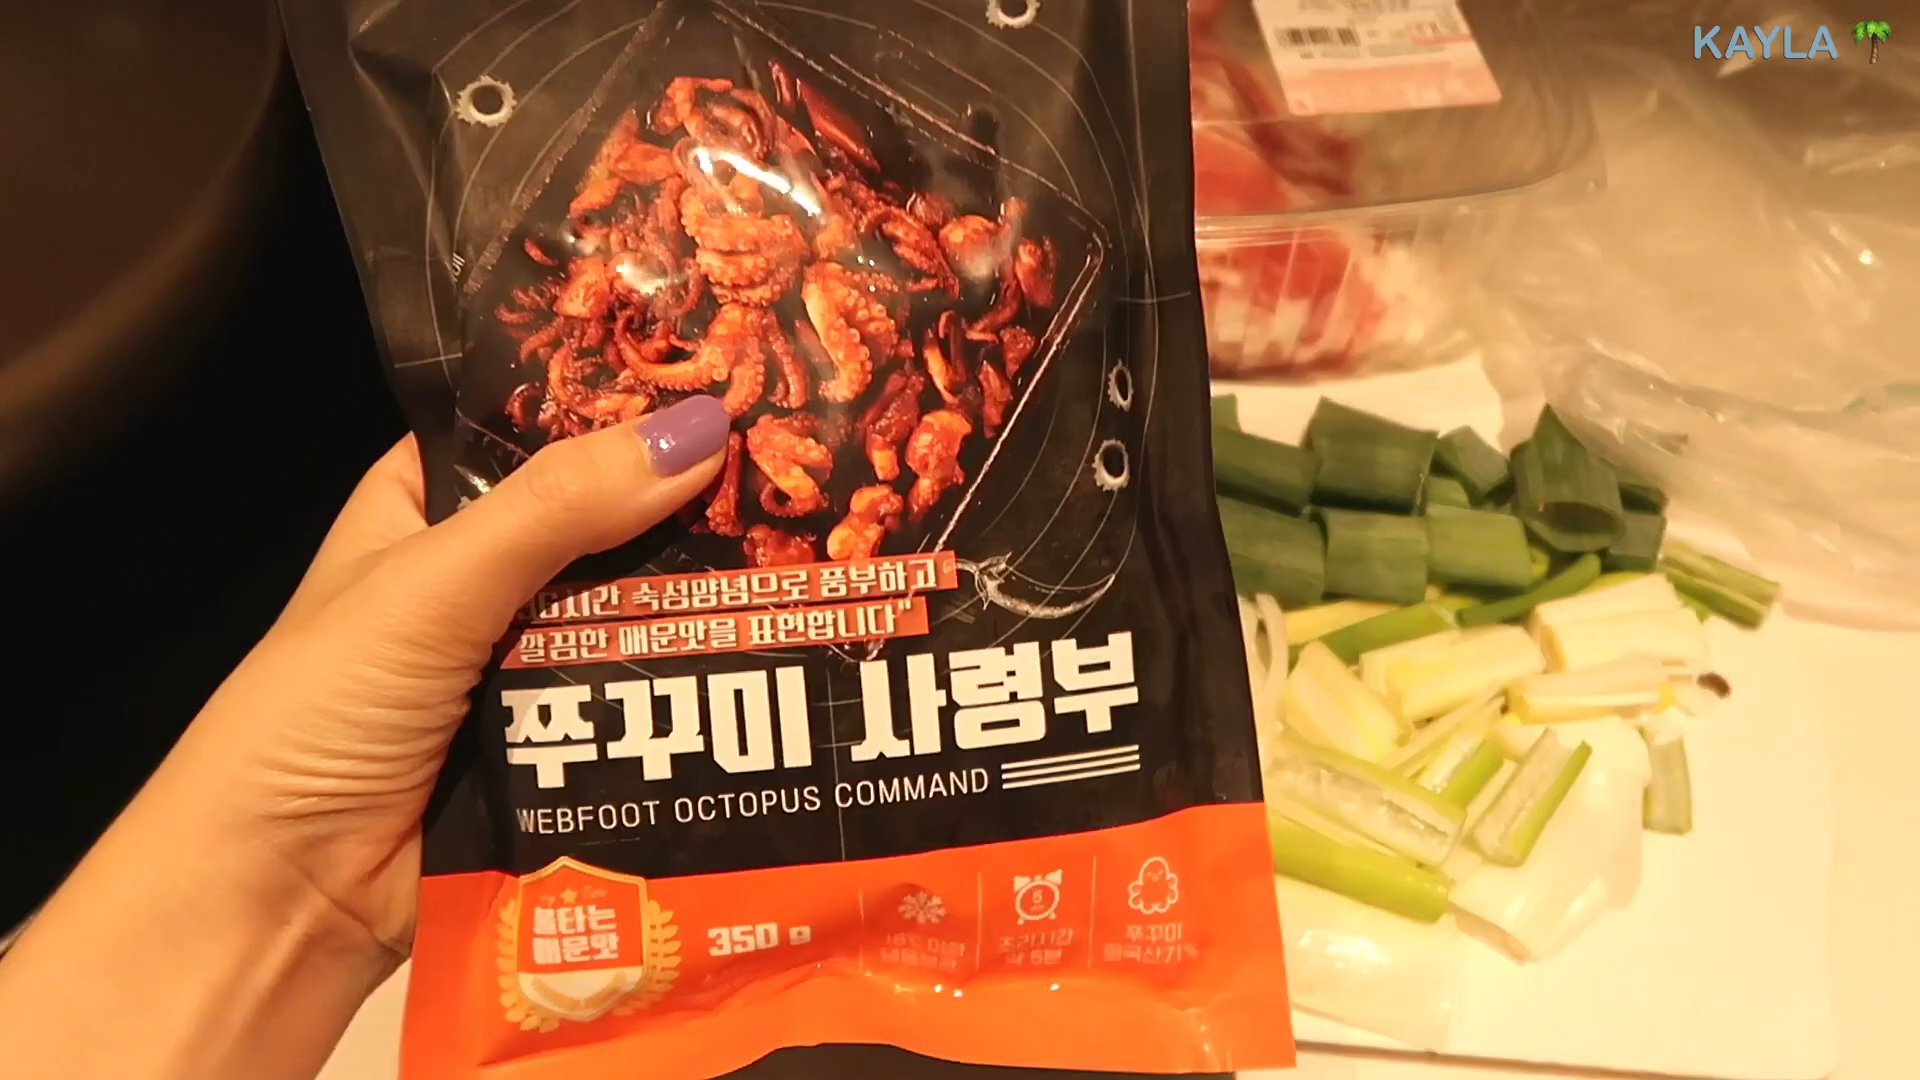 KAYLA
시간 숙성양념으로 풍부하고
깔끔한 매운맛을 표현합니다"
쭈꾸미 사령부
WEBFOOT OCTOPUS COMMAND
불타는
매운맛
350 g
5
조리시간
약 5분
쭈꾸미